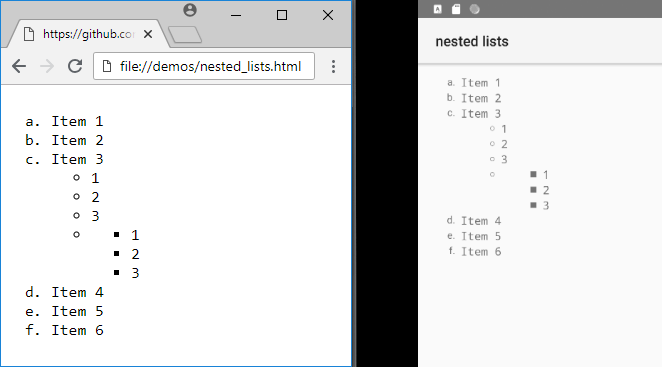 https://github.co
file://demos/nested_lists.html
a. Item 1
b. Item 2
c. Item 3
1
2
3
1
2
3
d. Item 4
e. Item 5
f. Item 6
A
nested lists
a. Item 1
b. Item 2
c. Item 3
1
2
3
1
2
3
d. Item 4
e. Item 5
f. Item 6